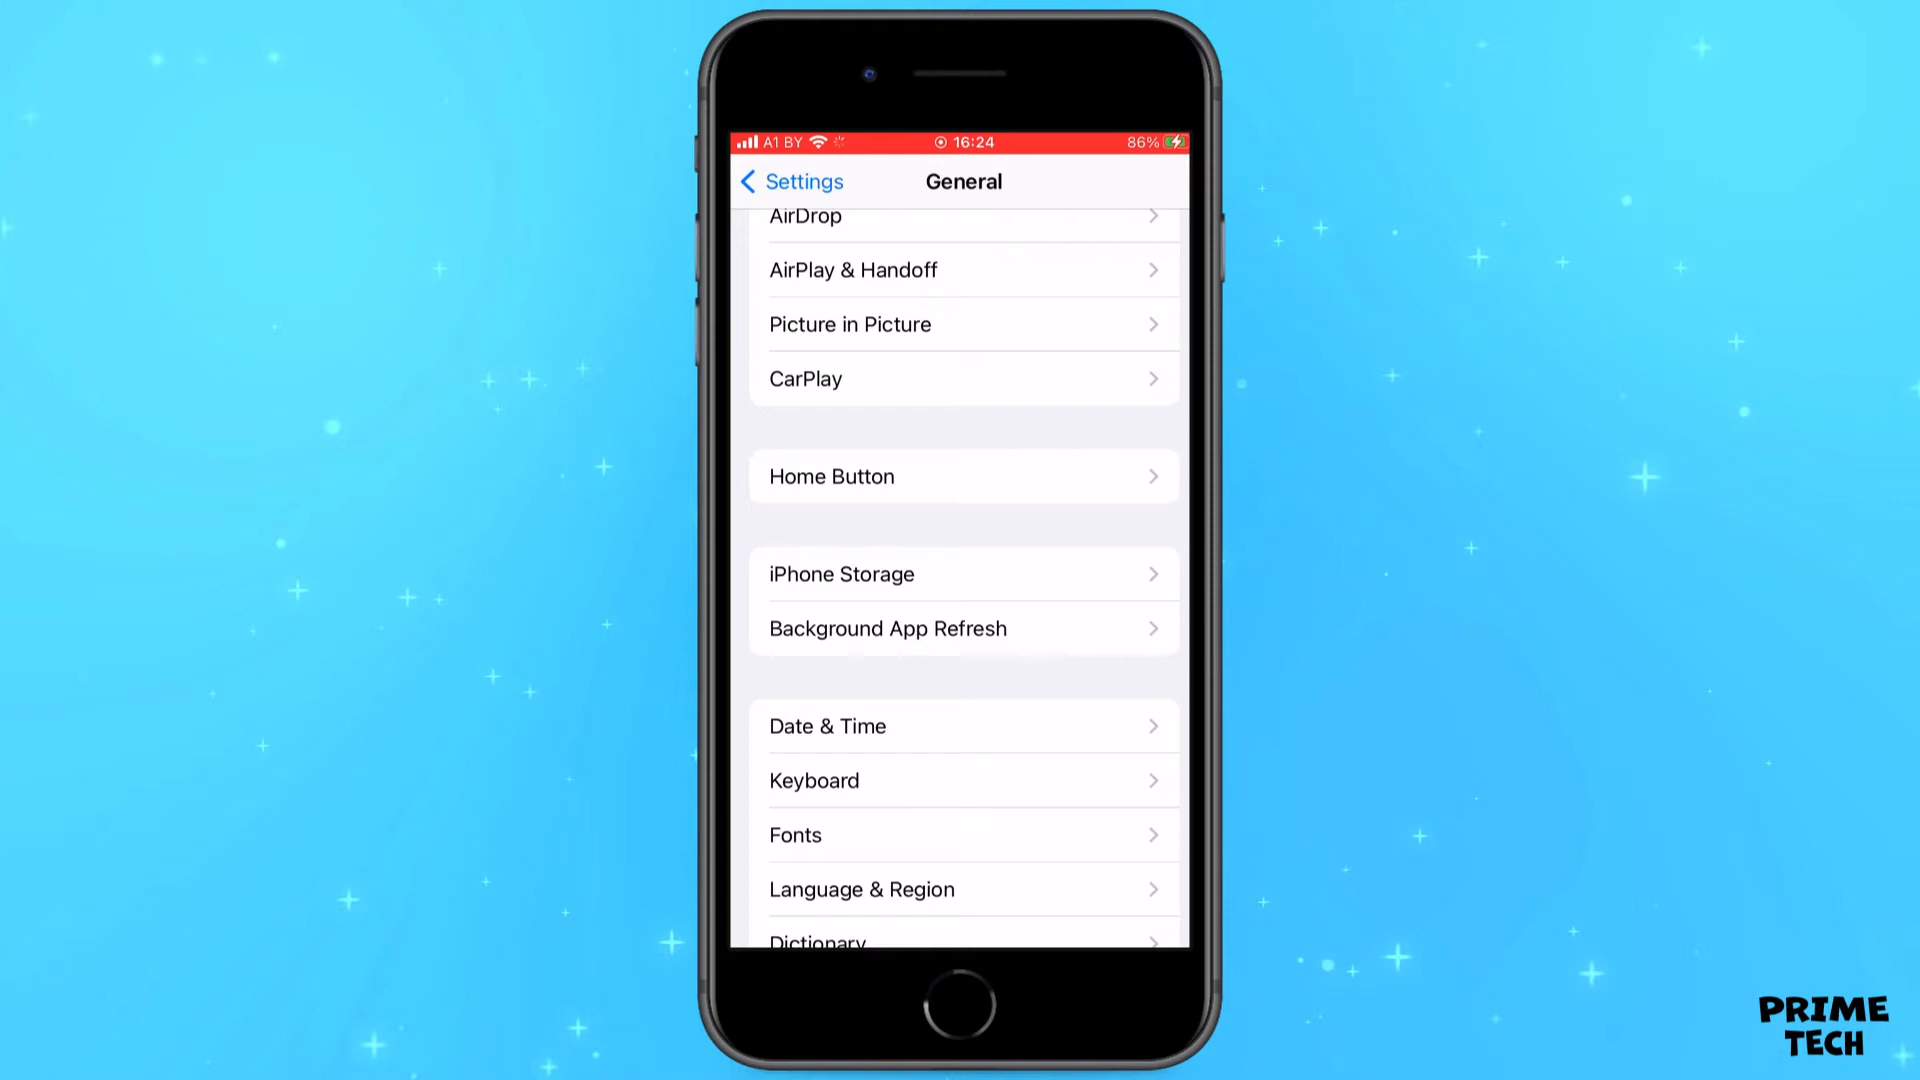 A1 BY 16:24 86%
Settings General
AirDrop
AirPlay & Handoff
Picture in Picture
CarPlay
Home Button
iPhone Storage
Background App Refresh
Date & Time
Keyboard
Fonts
Language & Region
Dictionary
PRIME
TECH